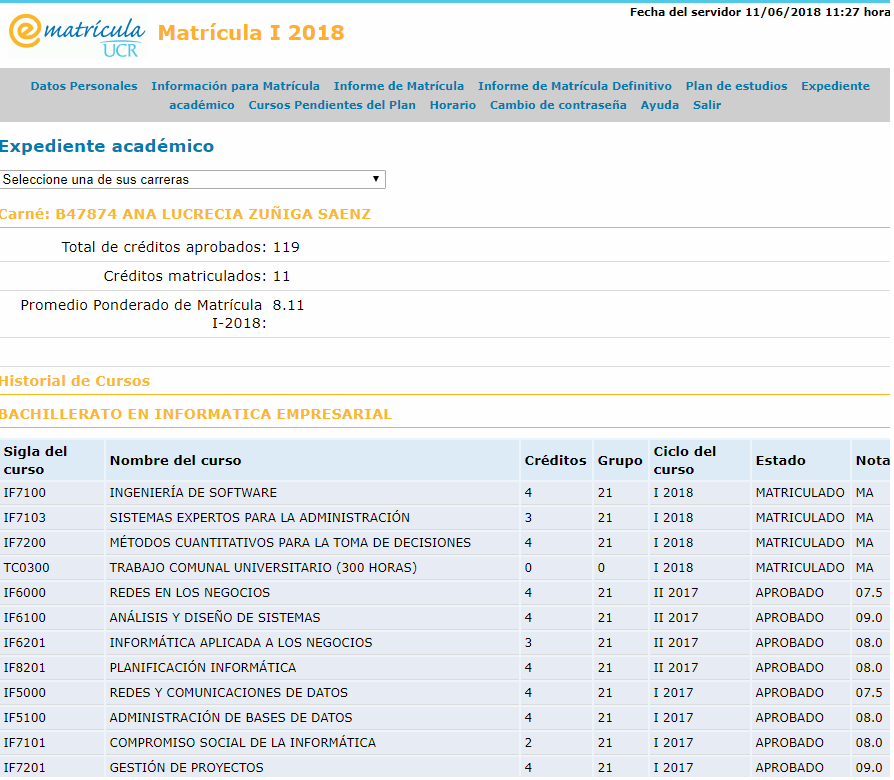 Fecha del servidor 11/06/2018 11:27 hora
ematrícula
UCR
Matrícula I 2018
Datos Personales Información para Matrícula Informe de Matrícula Informe de Matrícula Definitivo Plan de estudios Expediente
académico Cursos Pendientes del Plan Horario Cambio de contraseña Ayuda Salir
Expediente académico
Seleccione una de sus carreras
Carné: B47874 ANA LUCRECIA ZUÑIGA SAENZ
Total de créditos aprobados: 119
Créditos matriculados: 11
Promedio Ponderado de Matrícula 8.11
I-2018:
Historial de Cursos
BACHILLERATO EN INFORMATICA EMPRESARIAL
Sigla del curso Nombre del curso Créditos Grupo Ciclo del curso Estado Nota
IF7100 INGENIERÍA DE SOFTWARE 4 21 I 2018 MATRICULADO MA
IF7103 SISTEMAS EXPERTOS PARA LA ADMINISTRACIÓN 3 21 I 2018 MATRICULADO MA
IF7200 MÉTODOS CUANTITATIVOS PARA LA TOMA DE DECISIONES 4 21 I 2018 MATRICULADO MA
TC0300 TRABAJO COMUNAL UNIVERSITARIO (300 HORAS) 0 0 I 2018 MATRICULADO MA
IF6000 REDES EN LOS NEGOCIOS 4 21 II 2017 APROBADO 07.5
IF6100 ANÁLISIS Y DISEÑO DE SISTEMAS 4 21 II 2017 APROBADO 09.0
IF6201 INFORMÁTICA APLICADA A LOS NEGOCIOS 3 21 II 2017 APROBADO 08.0
IF8201 PLANIFICACIÓN INFORMÁTICA 4 21 II 2017 APROBADO 08.0
IF5000 REDES Y COMUNICACIONES DE DATOS 4 21 I 2017 APROBADO 07.5
IF5100 ADMINISTRACIÓN DE BASES DE DATOS 4 21 I 2017 APROBADO 08.0
IF7101 COMPROMISO SOCIAL DE LA INFORMÁTICA 2 21 I 2017 APROBADO 08.0
IF7201 GESTIÓN DE PROYECTOS 4 21 I 2017 APROBADO 09.0